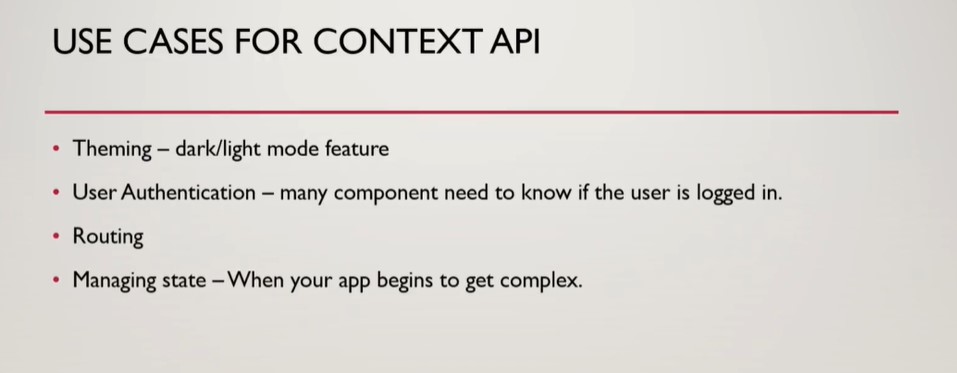 USE CASES FOR CONTEXT API
• Theming – dark/light mode feature
• User Authentication – many component need to know if the user is logged in.
• Routing
• Managing state – When your app begins to get complex.